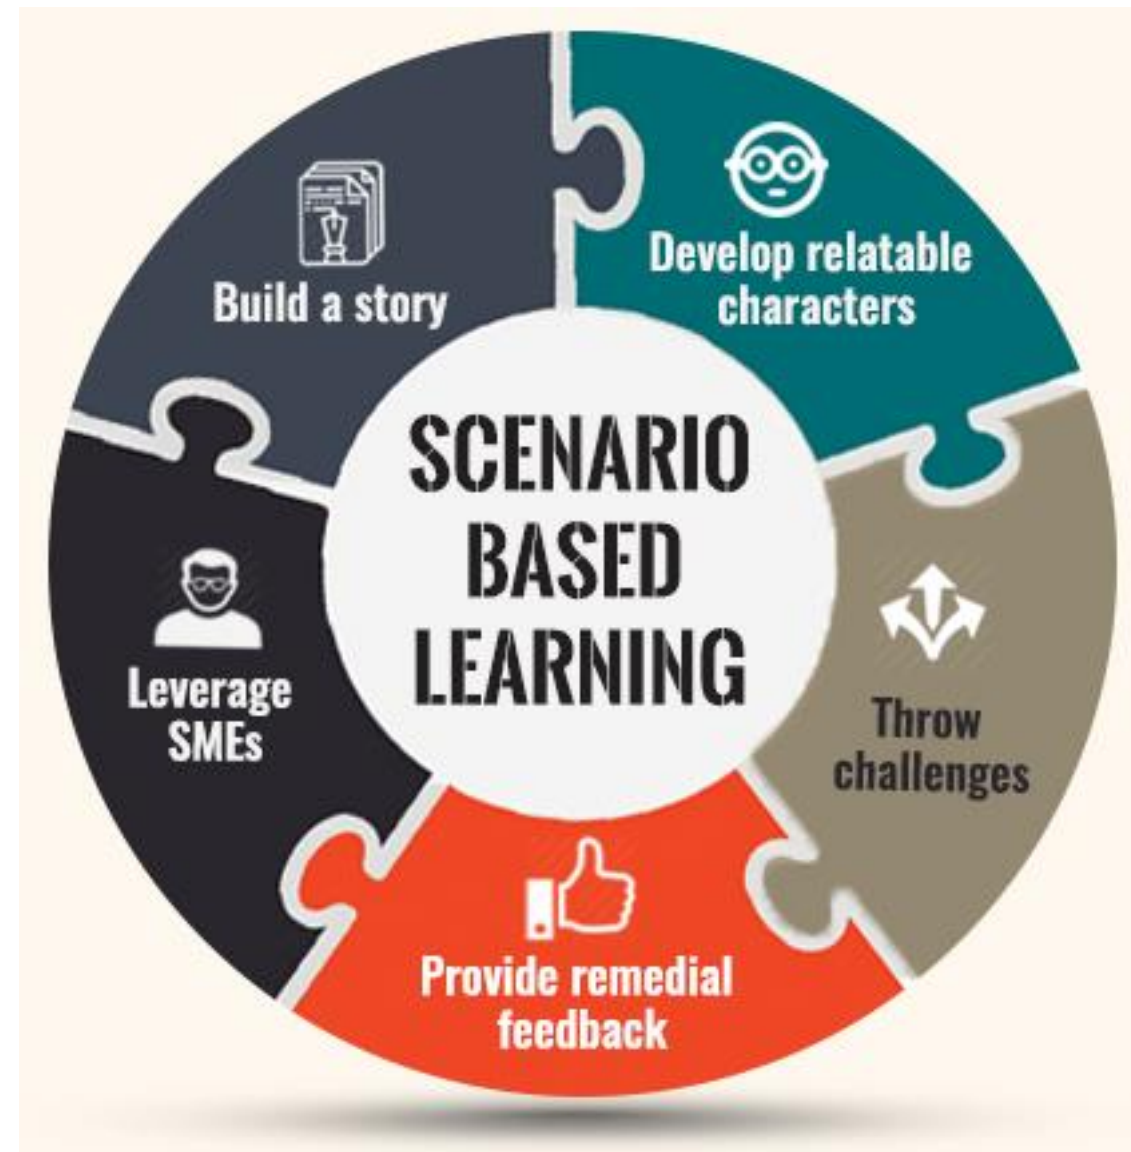 Build a story
Develop relatable
characters
SCENARIO
BASED
LEARNING
Leverage
SMEs
Throw
challenges
Provide remedial
feedback